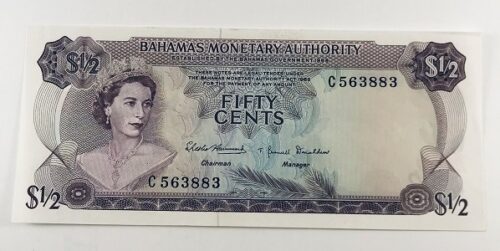 $½ BAHAMAS MONETARY AUTHORITY $½
ESTABLISHED BY THE BAHAMAS GOVERNMENT 1968
THESE NOTES ARE LEGAL TENDER UNDER
THE MONETARY AUTHORITY ACT 1968
FOR THE PAYMENT OF ANY AMOUNT
C563883
FIFTY
CENTS
T. Donaldson
Chairman Manager
C563883
$½ $½